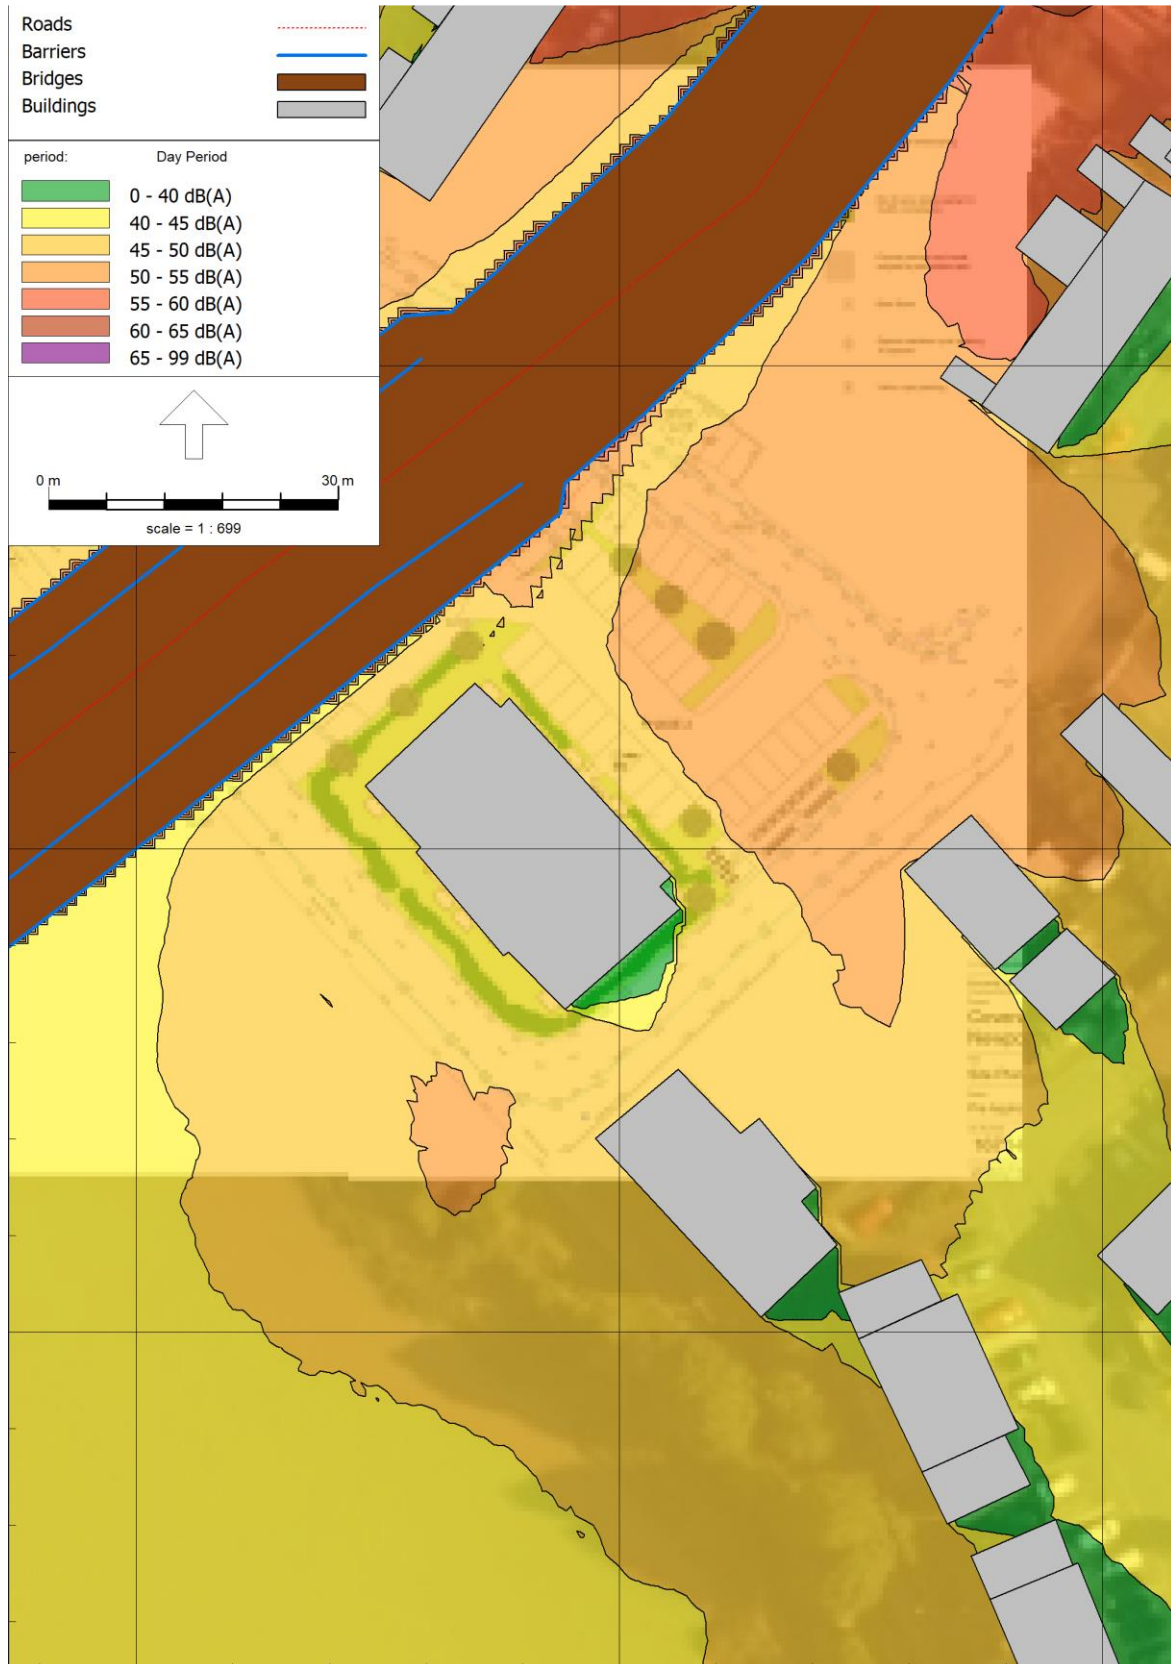 Roads
Barriers
Bridges
Buildings
period: Day Period
0 - 40 dB(A)
40 - 45 dB(A)
45 - 50 dB(A)
50 - 55 dB(A)
55 - 60 dB(A)
60 - 65 dB(A)
65 - 99 dB(A)
0 m 30 m
scale = 1 : 699